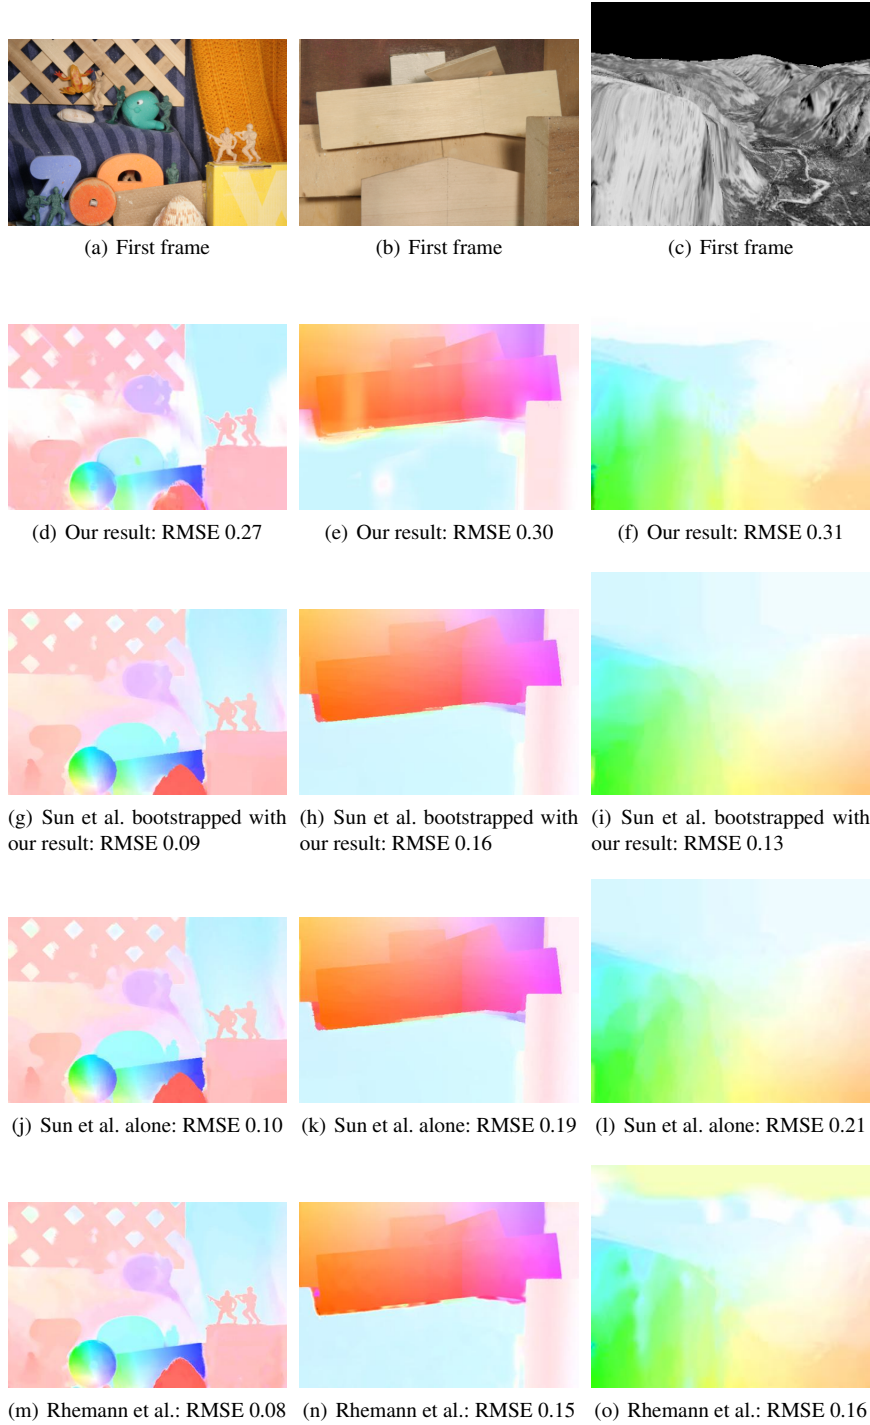 (a) First frame
(b) First frame
(c) First frame
(d) Our result: RMSE 0.27
(e) Our result: RMSE 0.30
(f) Our result: RMSE 0.31
(g) Sun et al. bootstrapped with
our result: RMSE 0.09
(h) Sun et al. bootstrapped with
our result: RMSE 0.16
(i) Sun et al. bootstrapped with
our result: RMSE 0.13
(j) Sun et al. alone: RMSE 0.10
(k) Sun et al. alone: RMSE 0.19
(l) Sun et al. alone: RMSE 0.21
(m) Rhemann et al.: RMSE 0.08
(n) Rhemann et al.: RMSE 0.15
(o) Rhemann et al.: RMSE 0.16